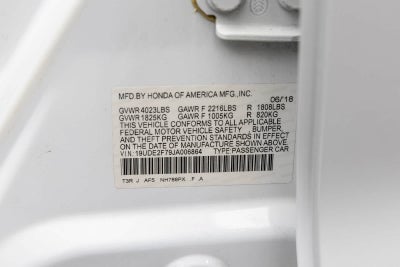 MFD.BY HONDA OF AMERICA MFG.,INC.
06/18
GVWR 4023LBS GAWR F 2216LBS R 1808LBS
GVWR 1825KG GAWR F 1005KG R 820KG
THIS VEHICLE CONFORMS TO ALL APPLICABLE
FEDERAL MOTOR VEHICLE SAFETY, BUMPER,
AND THEFT PREVENTION STANDARDS IN EFFECT
ON THE DATE OF MANUFACTURE SHOWN ABOVE.
VIN: 19UDE2F79JA006864 TYPE:PASSENGER CAR
T3R J AF5 NH788PX .F .A